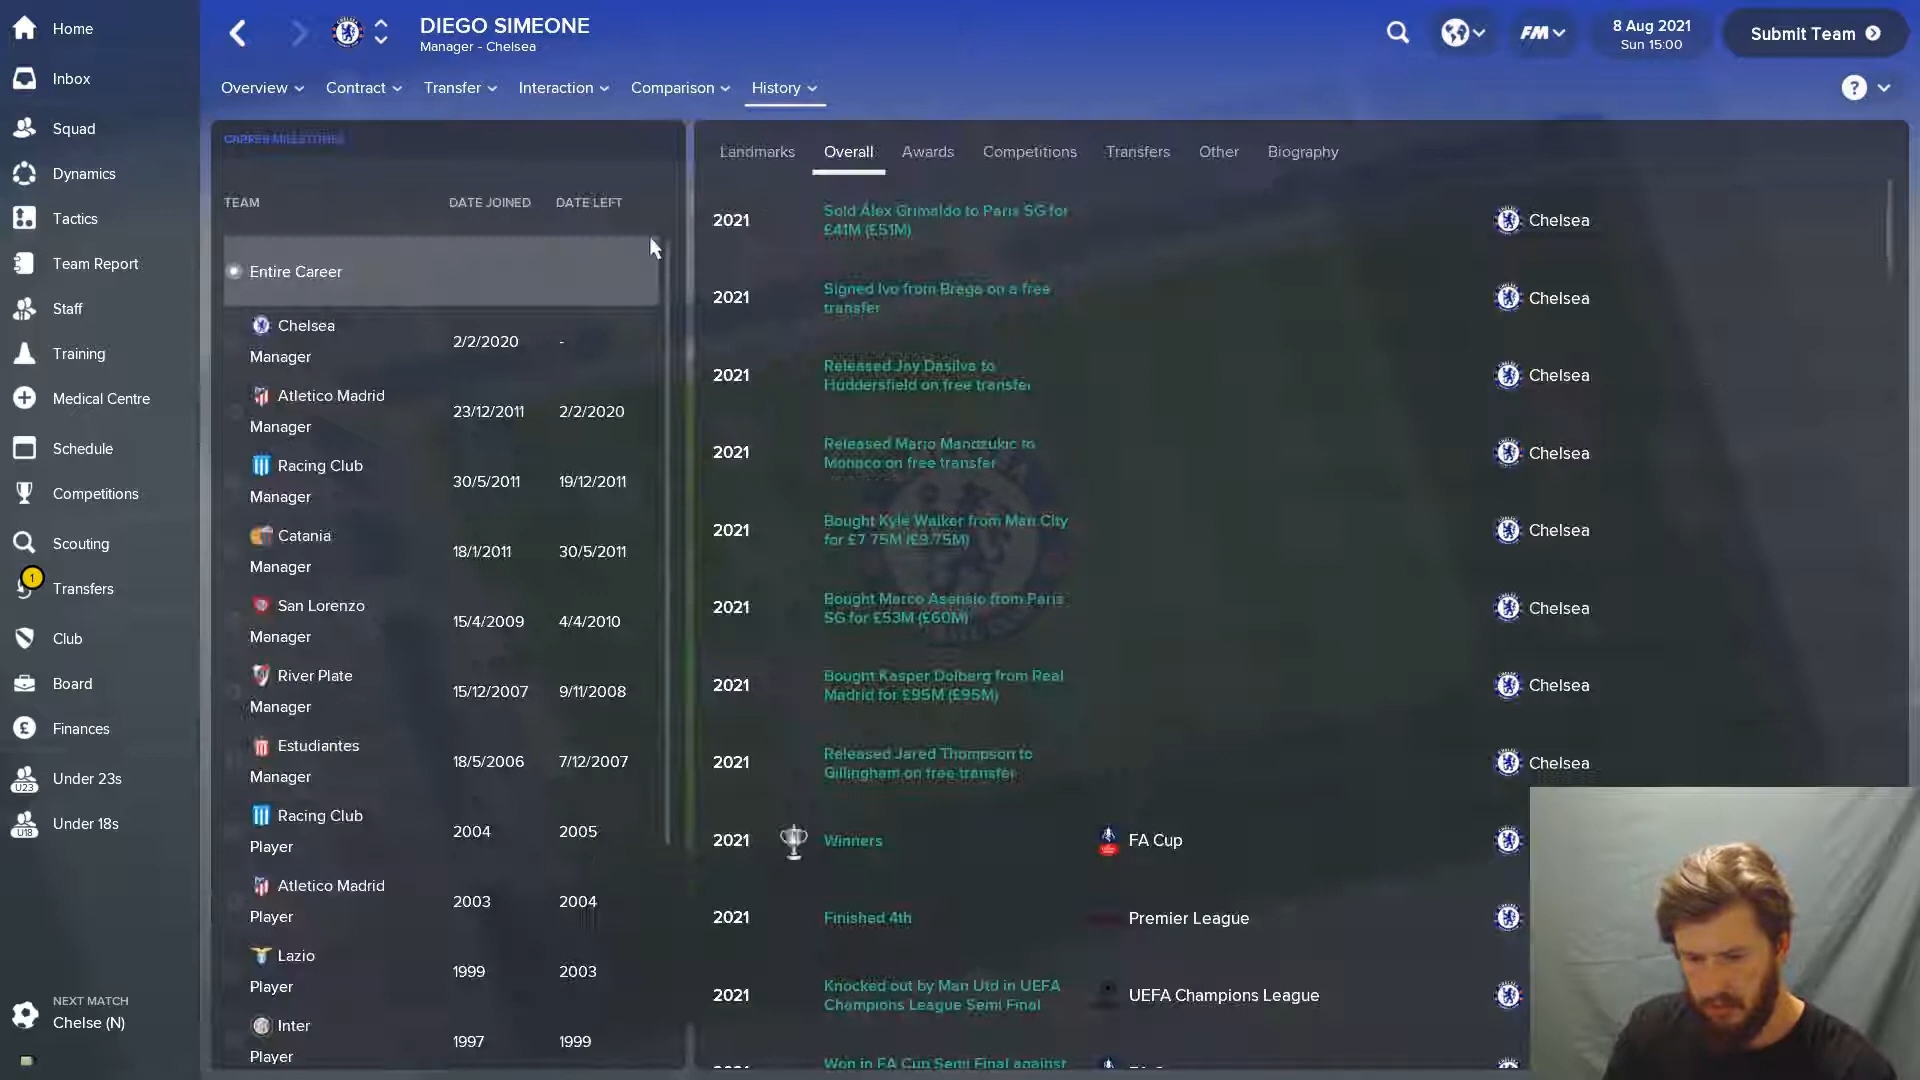 Home
Inbox
Squad
Dynamics
Tactics
Team Report
Staff
Training
Medical Centre
Schedule
Competitions
Scouting
1
Transfers
Club
Board
Finances
U23
Under 23s
U18
Under 18s
NEXT MATCH
Chelse (N)
DIEGO SIMEONE
Manager - Chelsea
FM
8 Aug 2021
Sun 15:00
Submit Team
Overview
Contract
Transfer
Interaction
Comparison
History
?
CAREER MILESTONES
TEAM DATE JOINED DATE LEFT
Entire Career
Chelsea
Manager
2/2/2020 -
Atletico Madrid
Manager
23/12/2011 2/2/2020
Racing Club
Manager
30/5/2011 19/12/2011
Catania
Manager
18/1/2011 30/5/2011
San Lorenzo
Manager
15/4/2009 4/4/2010
River Plate
Manager
15/12/2007 9/11/2008
Estudiantes
Manager
18/5/2006 7/12/2007
Racing Club
Player
2004 2005
Atletico Madrid
Player
2003 2004
Lazio
Player
1999 2003
Inter
Player
1997 1999
Landmarks Overall Awards Competitions Transfers Other Biography
2021
Sold Álex Grimaldo to Paris SG for
£41M (£51M)
Chelsea
2021
Signed Ivo from Braga on a free
transfer
Chelsea
2021
Released Jay Dasilva to
Huddersfield on free transfer
Chelsea
2021
Released Mario Mandzukic to
Monaco on free transfer
Chelsea
2021
Bought Kyle Walker from Man City
for £7.75M (£9.75M)
Chelsea
2021
Bought Marco Asensio from Paris
SG for £53M (£60M)
Chelsea
2021
Bought Kasper Dolberg from Real
Madrid for £95M (£95M)
Chelsea
2021
Released Jared Thompson to
Gillingham on free transfer
Chelsea
2021 Winners FA Cup
2021 Finished 4th Premier League
2021
Knocked out by Man Utd in UEFA
Champions League Semi Final
UEFA Champions League
Won in FA Cup Semi Final against